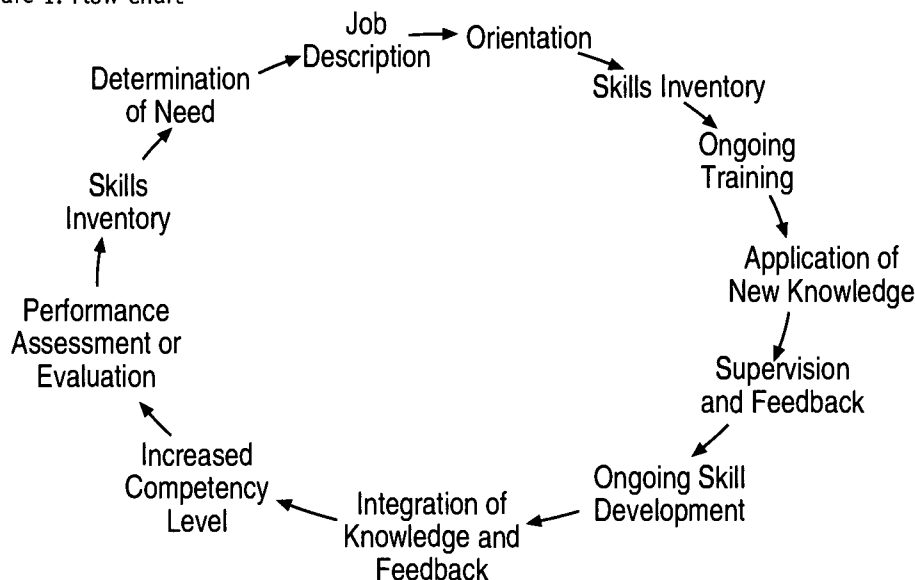 Job
Description
Orientation
Skills Inventory
Ongoing
Training
Application of
New Knowledge
Supervision
and Feedback
Ongoing Skill
Development
Integration of
Knowledge and
Feedback
Increased
Competency
Level
Performance
Assessment or
Evaluation
Skills
Inventory
Determination
of Need